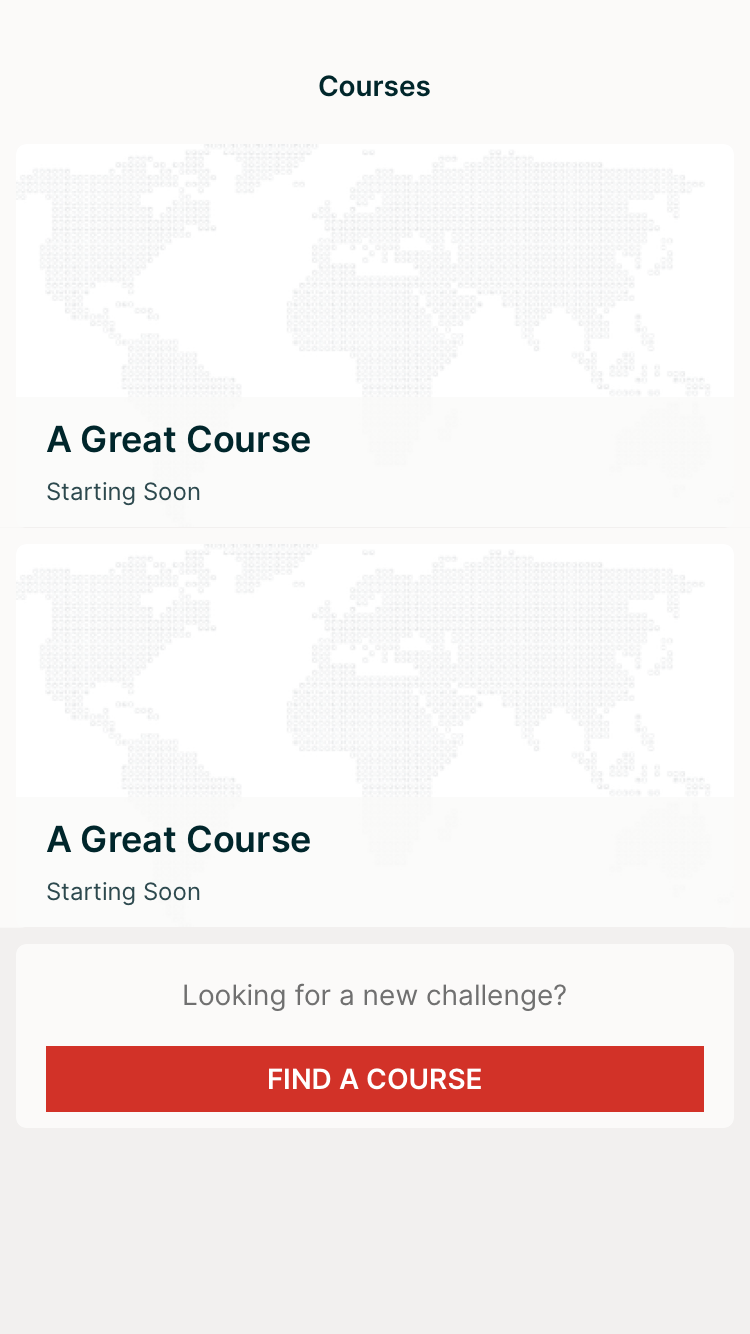 Courses
A Great Course
Starting Soon
A Great Course
Starting Soon
Looking for a new challenge?
FIND A COURSE